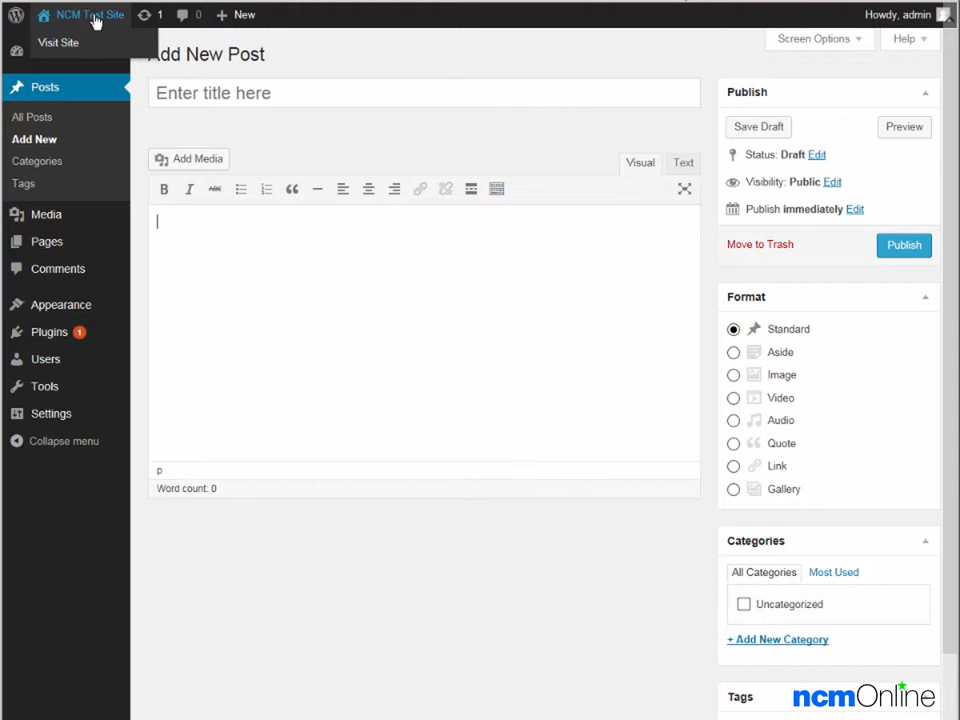 NCM Test Site 1 0 New Howdy, admin
Visit Site
Screen Options Help
Add New Post
Posts
All Posts
Add New
Categories
Tags
Media
Pages
Comments
Appearance
Plugins 1
Users
Tools
Settings
Collapse menu
Enter title here
Add Media
Visual Text
B I ABC
p
Word count: 0
Publish
Save Draft Preview
Status: Draft Edit
Visibility: Public Edit
Publish immediately Edit
Move to Trash Publish
Format
Standard
Aside
Image
Video
Audio
Quote
Link
Gallery
Categories
All Categories Most Used
Uncategorized
+ Add New Category
Tags
ncmOnline